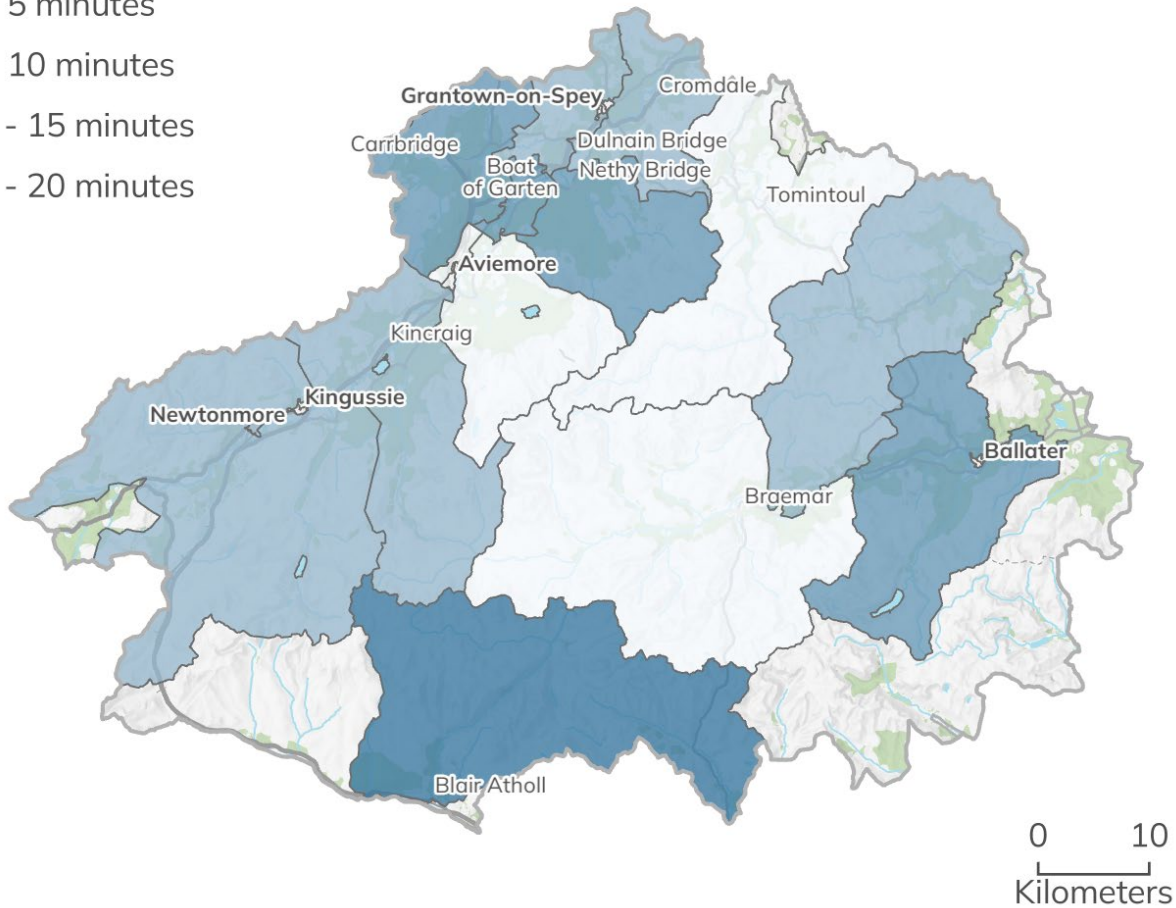 5 minutes
10 minutes
- 15 minutes
- 20 minutes
Cromdale
Grantown-on-Spey
Carrbridge
Dulnain Bridge
Boat
of Garten
Nethy Bridge
Tomintoul
Aviemore
Kincraig
Kingussie
Newtonmore
Ballater
Braemar
Blair Atholl
0 10
Kilometers